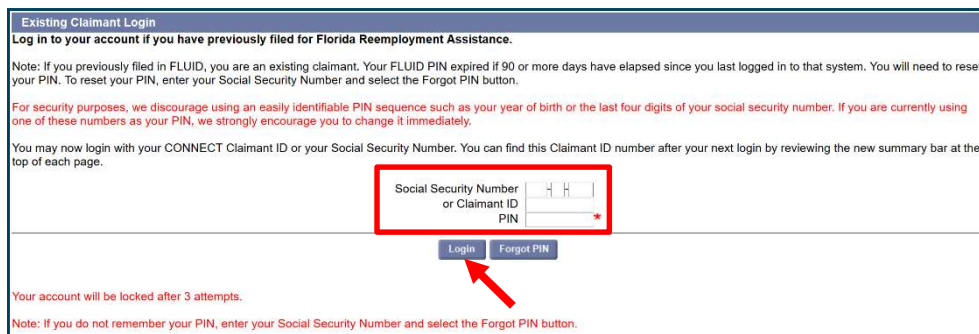 Existing Claimant Login
Log in to your account if you have previously filed for Florida Reemployment Assistance.
Note: If you previously filed in FLUID, you are an existing claimant. Your FLUID PIN expired if 90 or more days have elapsed since you last logged in to that system. You will need to reset
your PIN. To reset your PIN, enter your Social Security Number and select the Forgot PIN button.
For security purposes, we discourage using an easily identifiable PIN sequence such as your year of birth or the last four digits of your social security number. If you are currently using
one of these numbers as your PIN, we strongly encourage you to change it immediately.
You may now login with your CONNECT Claimant ID or your Social Security Number. You can find this Claimant ID number after your next login by reviewing the new summary bar at the
top of each page.
Social Security Number - -
or Claimant ID
PIN *
Login Forgot PIN
Your account will be locked after 3 attempts.
Note: If you do not remember your PIN, enter your Social Security Number and select the Forgot PIN button.